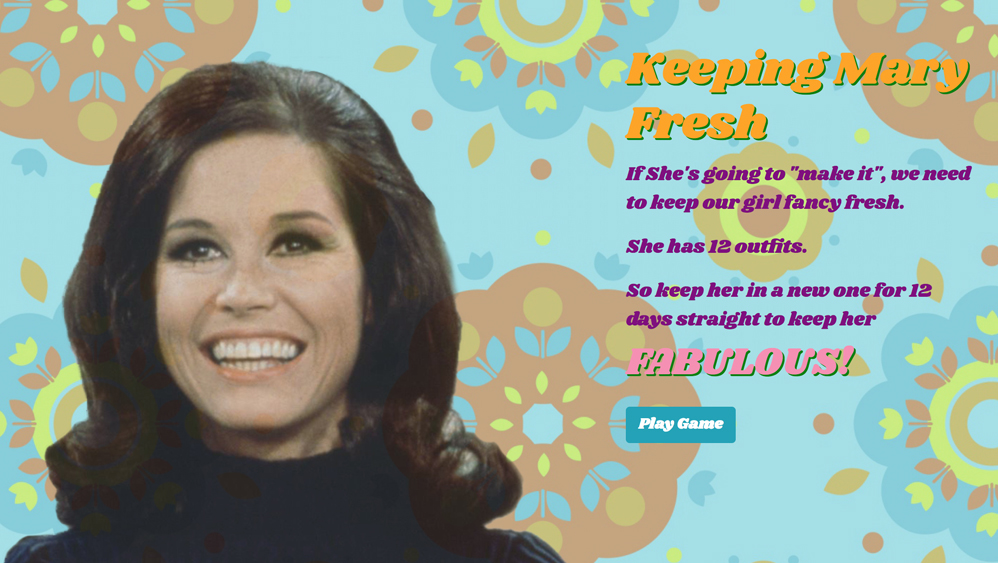 Keeping Mary
Fresh
If She's going to "make it", we need
to keep our girl fancy fresh.
She has 12 outfits.
So keep her in a new one for 12
days straight to keep her
FABULOUS!
Play Game